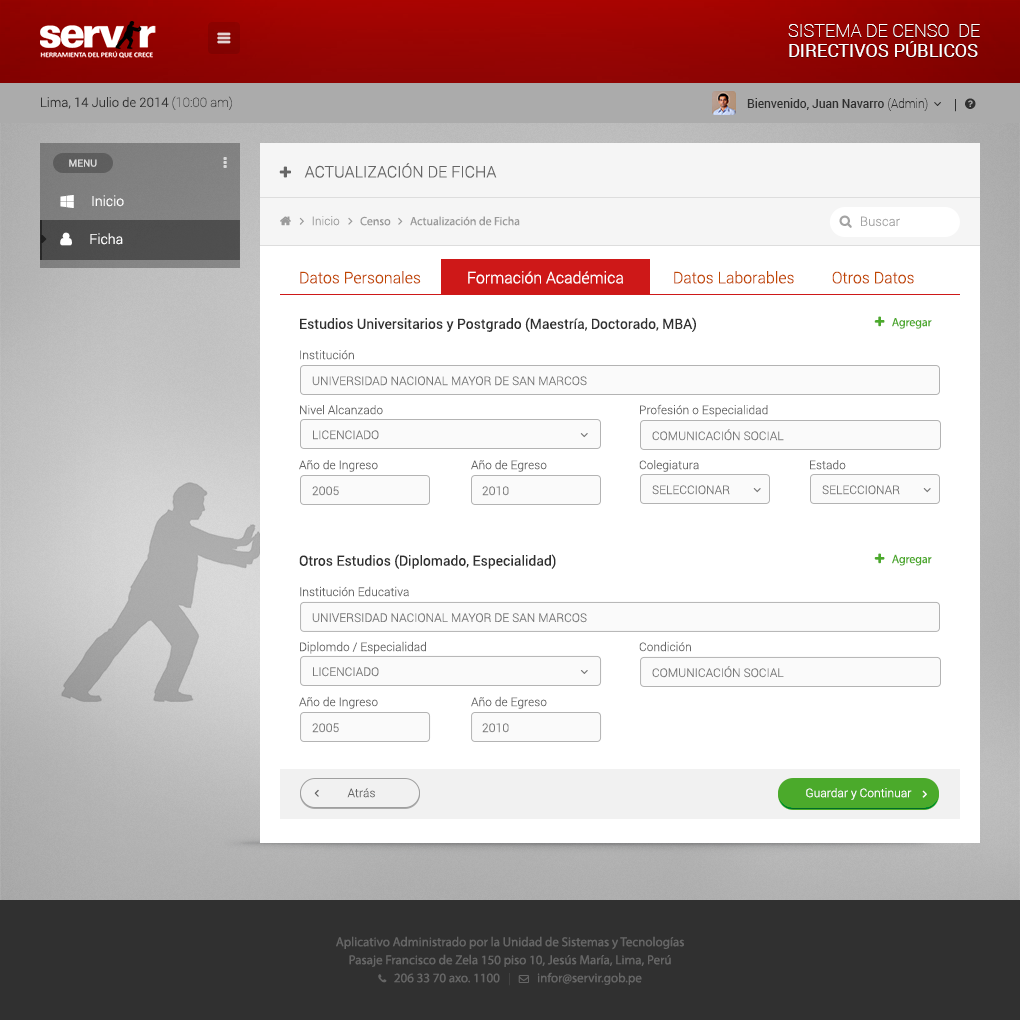 servir
HERRAMIENTA DEL PERÚ QUE CRECE
SISTEMA DE CENSO DE
DIRECTIVOS PÚBLICOS
Lima, 14 Julio de 2014 (10:00 am)
Bienvenido, Juan Navarro (Admin)
MENU
Inicio
Ficha
ACTUALIZACIÓN DE FICHA
Inicio > Censo > Actualización de Ficha
Buscar
Datos Personales
Formación Académica
Datos Laborables
Otros Datos
Estudios Universitarios y Postgrado (Maestría, Doctorado, MBA)
+ Agregar
Institución
UNIVERSIDAD NACIONAL MAYOR DE SAN MARCOS
Nivel Alcanzado
Profesión o Especialidad
LICENCIADO
COMUNICACIÓN SOCIAL
Año de Ingreso
Año de Egreso
Colegiatura
Estado
2005
2010
SELECCIONAR
SELECCIONAR
Otros Estudios (Diplomado, Especialidad)
+ Agregar
Institución Educativa
UNIVERSIDAD NACIONAL MAYOR DE SAN MARCOS
Diplomdo / Especialidad
Condición
LICENCIADO
COMUNICACIÓN SOCIAL
Año de Ingreso
Año de Egreso
2005
2010
Atrás
Guardar y Continuar
Aplicativo Administrado por la Unidad de Sistemas y Tecnologías
Pasaje Francisco de Zela 150 piso 10, Jesús María, Lima, Perú
206 33 70 axo. 1100 | infor@servir.gob.pe